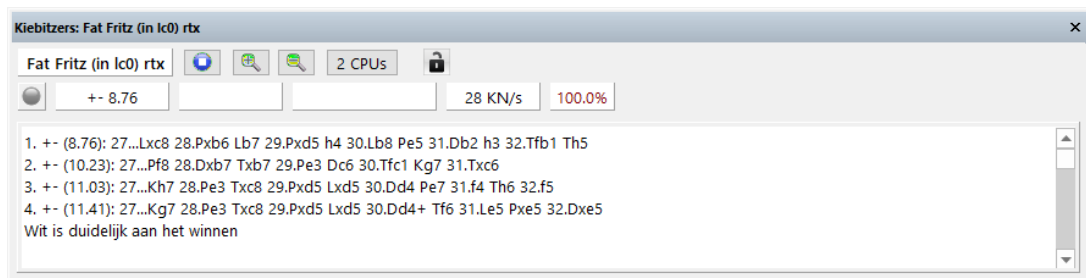 Kiebitzers: Fat Fritz (in lc0) rtx
Fat Fritz (in lc0) rtx 2 CPUs
+- 8.76 28 KN/s 100.0%
1. +- (8.76): 27...Lxc8 28.Pxb6 Lb7 29.Pxd5 h4 30.Lb8 Pe5 31.Db2 h3 32.Tfb1 Th5
2. +- (10.23): 27...Pf8 28.Dxb7 Txb7 29.Pe3 Dc6 30.Tfc1 Kg7 31.Txc6
3. +- (11.03): 27...Kh7 28.Pe3 Txc8 29.Pxd5 Lxd5 30.Dd4 Pe7 31.f4 Th6 32.f5
4. +- (11.41): 27...Kg7 28.Pe3 Txc8 29.Pxd5 Lxd5 30.Dd4+ Tf6 31.Le5 Pxe5 32.Dxe5
Wit is duidelijk aan het winnen